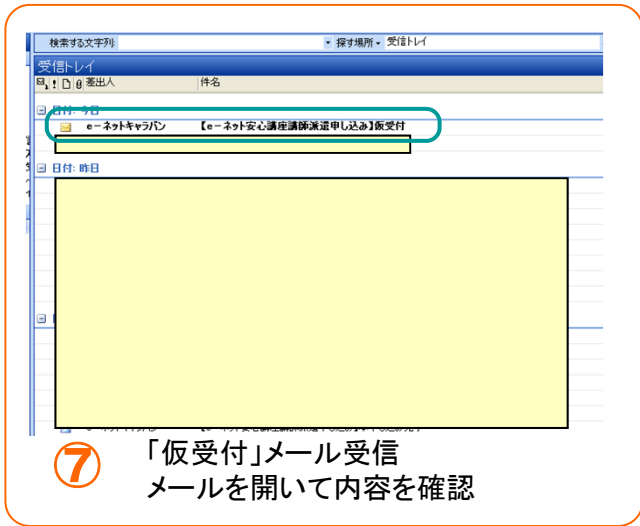 検索する文字列: 探す場所 受信トレイ
受信トレイ
差出人 件名
日付: 今日
e-ネットキャラバン 【e-ネット安心講座講師派遣申し込み】仮受付
日付: 昨日
⑦ 「仮受付」メール受信
メールを開いて内容を確認